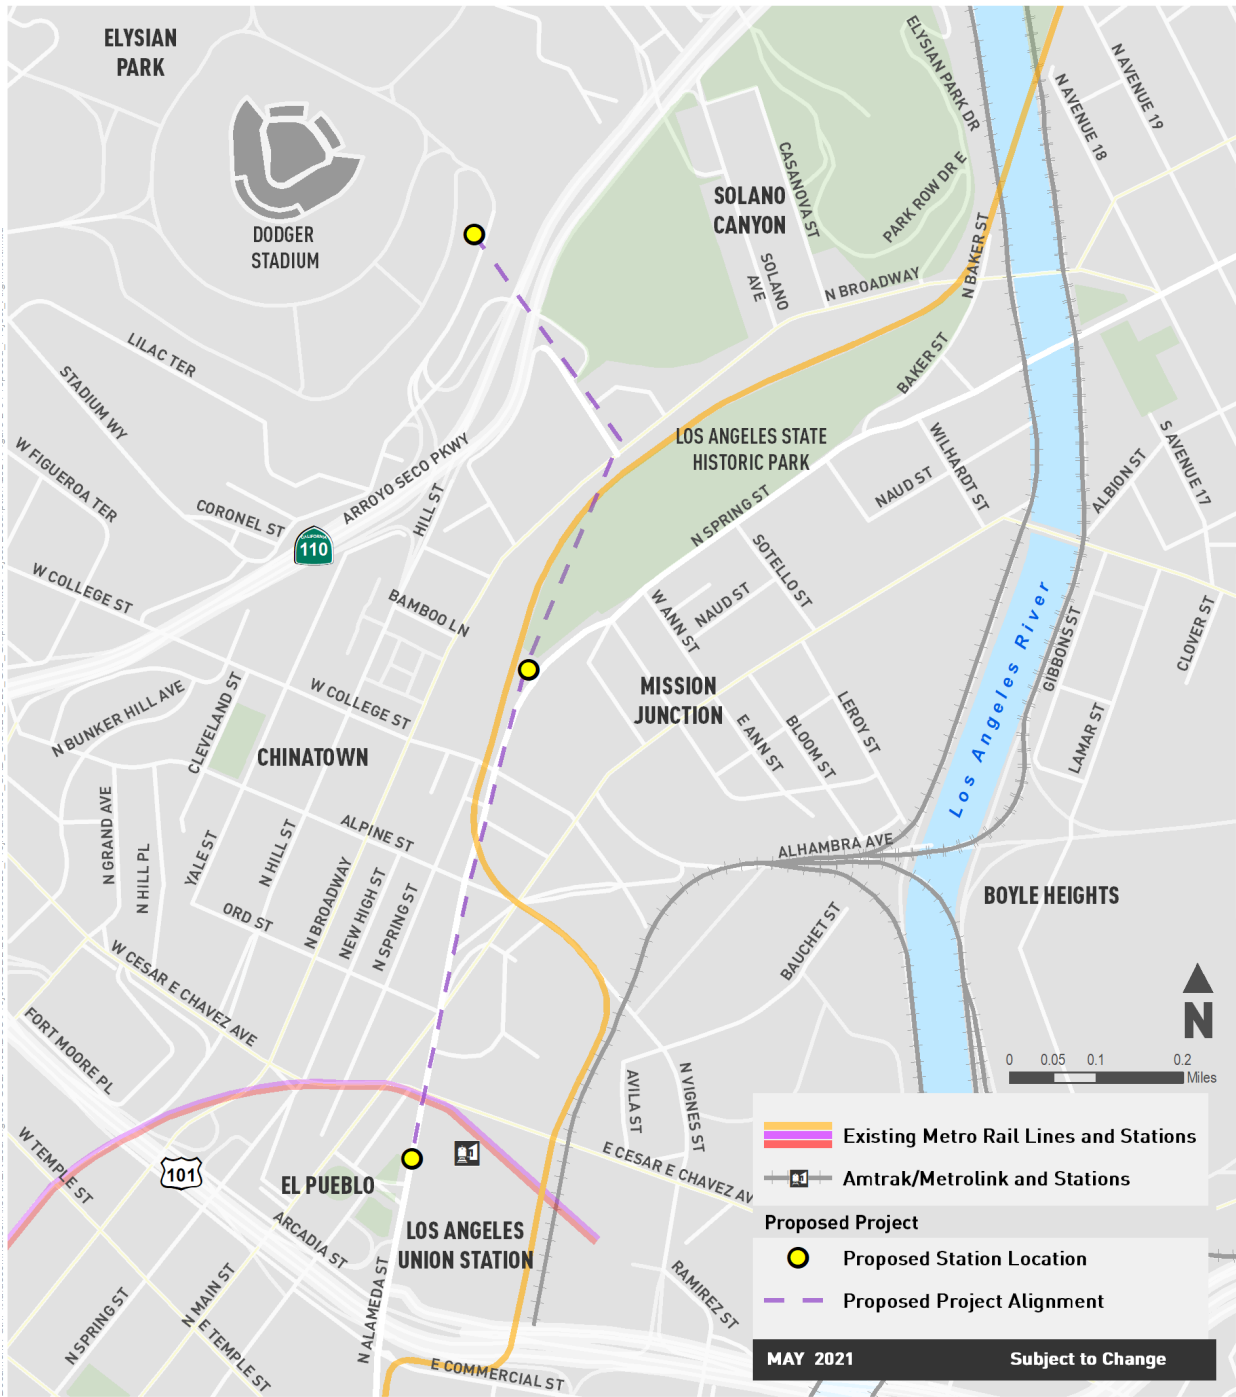 ELYSIAN
PARK
DODGER
STADIUM
SOLANO
CANYON
ELYSIAN PARK DR
N AVENUE 19
N AVENUE 18
CASANOVA ST
PARK ROW DR E
SOLANO
AVE
N BROADWAY
N BAKER ST
BAKER ST
LILAC TER
STADIUM WY
W FIGUEROA TER
CORONEL ST
ARROYO SECO PKWY
HILL ST
CALIFORNIA
110
LOS ANGELES STATE
HISTORIC PARK
WILHARDT ST
NAUD ST
S AVENUE 17
ALBION ST
N SPRING ST
SOTELLO ST
W COLLEGE ST
BAMBOO LN
W ANN ST
NAUD ST
Los Angeles River
GIBBONS ST
CLOVER ST
N BUNKER HILL AVE
CLEVELAND ST
W COLLEGE ST
MISSION
JUNCTION
E ANN ST
BLOOM ST
LEROY ST
LAMAR ST
CHINATOWN
N GRAND AVE
N HILL PL
YALE ST
N HILL ST
ALPINE ST
ALHAMBRA AVE
BOYLE HEIGHTS
ORD ST
N BROADWAY
NEW HIGH ST
N SPRING ST
BAUCHET ST
W CESAR E CHAVEZ AVE
FORT MOORE PL
N
0 0.05 0.1 0.2
Miles
AVILA ST
N VIGNES ST
E CESAR E CHAVEZ AV
W TEMPLE ST
101
EL PUEBLO
ARCADIA ST
LOS ANGELES
UNION STATION
N ALAMEDA ST
RAMIREZ ST
N SPRING ST
N MAIN ST
E TEMPLE ST
E COMMERCIAL ST
Existing Metro Rail Lines and Stations
Amtrak/Metrolink and Stations
Proposed Project
Proposed Station Location
Proposed Project Alignment
MAY 2021 Subject to Change